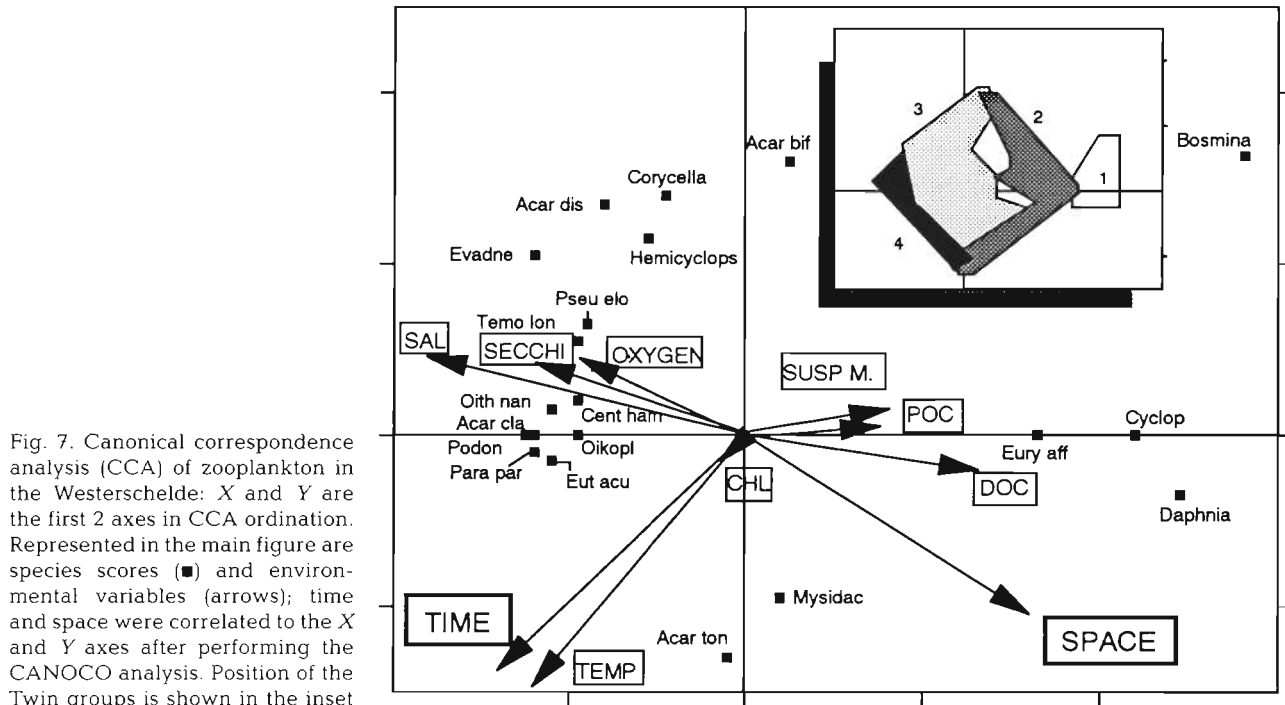 Fig. 7. Canonical correspondence
analysis (CCA) of zooplankton in
the Westerschelde: X and Y are
the first 2 axes in CCA ordination.
Represented in the main figure are
species scores (■) and environ-
mental variables (arrows); time
and space were correlated to the X
and Y axes after performing the
CANOCO analysis. Position of the
Twin groups is shown in the inset
Acar bif
Bosmina
Corycella
Acar dis
Evadne
Hemicyclops
Pseu elo
Temo lon
SAL
SECCHI
OXYGEN
SUSP M.
POC
Oith nan
Cent ham
Acar cla
Podon
Oikopl
Para par
Eut acu
CHL
Eury aff
Cyclop
DOC
Daphnia
Mysidac
TIME
Acar ton
TEMP
SPACE
3
2
1
4